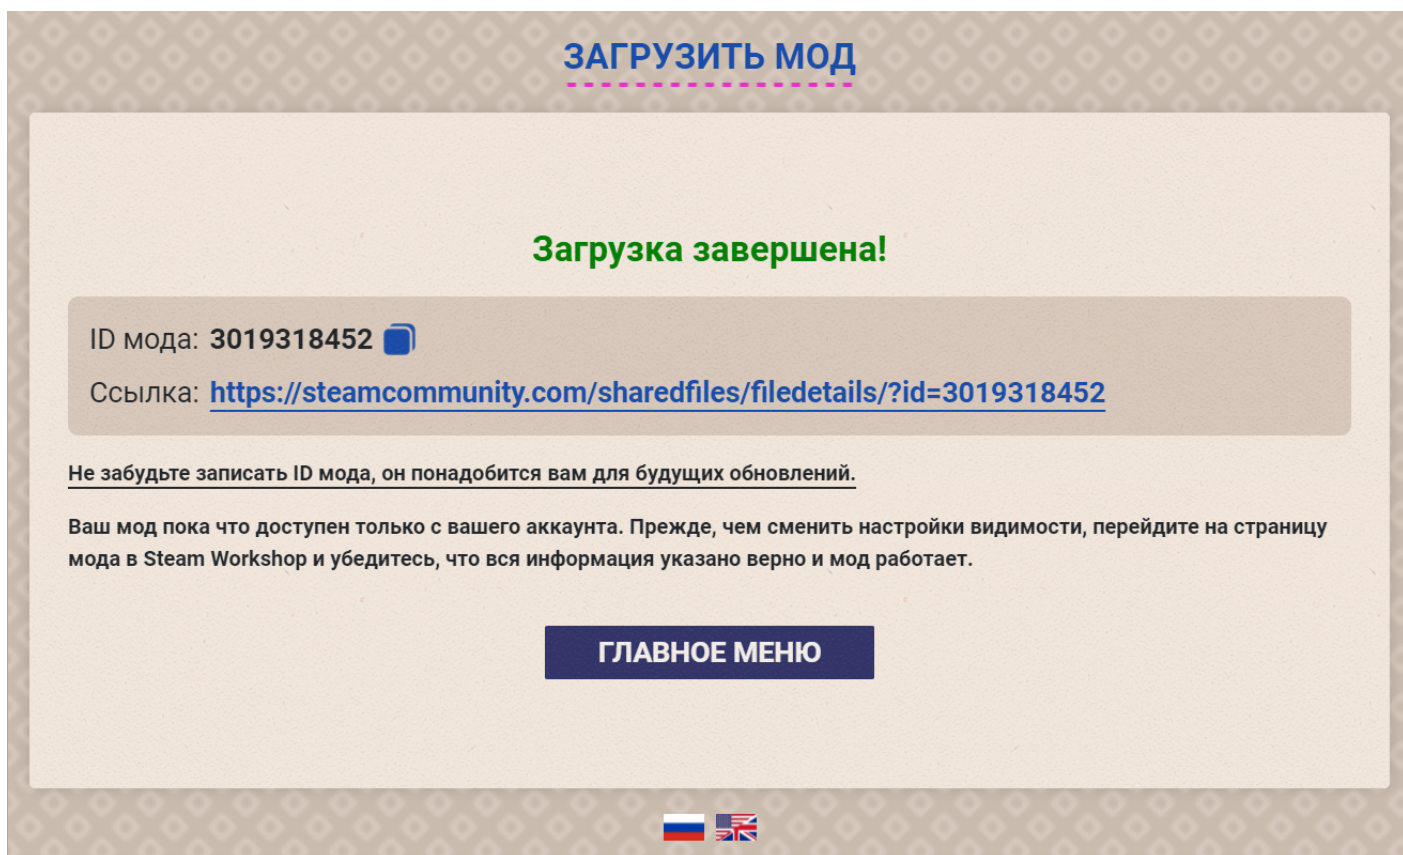 ЗАГРУЗИТЬ МОД
Загрузка завершена!
ID мода: 3019318452
Ссылка: https://steamcommunity.com/sharedfiles/filedetails/?id=3019318452
Не забудьте записать ID мода, он понадобится вам для будущих обновлений.
Ваш мод пока что доступен только с вашего аккаунта. Прежде, чем сменить настройки видимости, перейдите на страницу
мода в Steam Workshop и убедитесь, что вся информация указано верно и мод работает.
ГЛАВНОЕ МЕНЮ